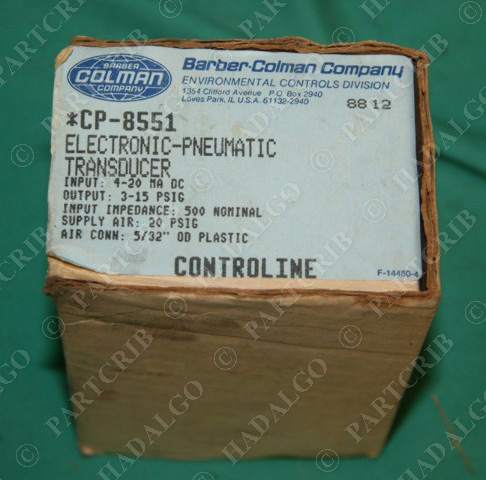 BARBER
COLMAN
COMPANY
Barber-Colman Company
ENVIRONMENTAL CONTROLS DIVISION
1354 Clifford Avenue P.O. Box 2940
Loves Park, IL U.S.A. 61132-2940
8812
*CP-8551
ELECTRONIC-PNEUMATIC
TRANSDUCER
INPUT: 4-20 MA DC
OUTPUT: 3-15 PSIG
INPUT IMPEDANCE: 500 NOMINAL
SUPPLY AIR: 20 PSIG
AIR CONN: 5/32" OD PLASTIC
CONTROLINE
F-14480-4
© PARTCRIB
© HADALGO